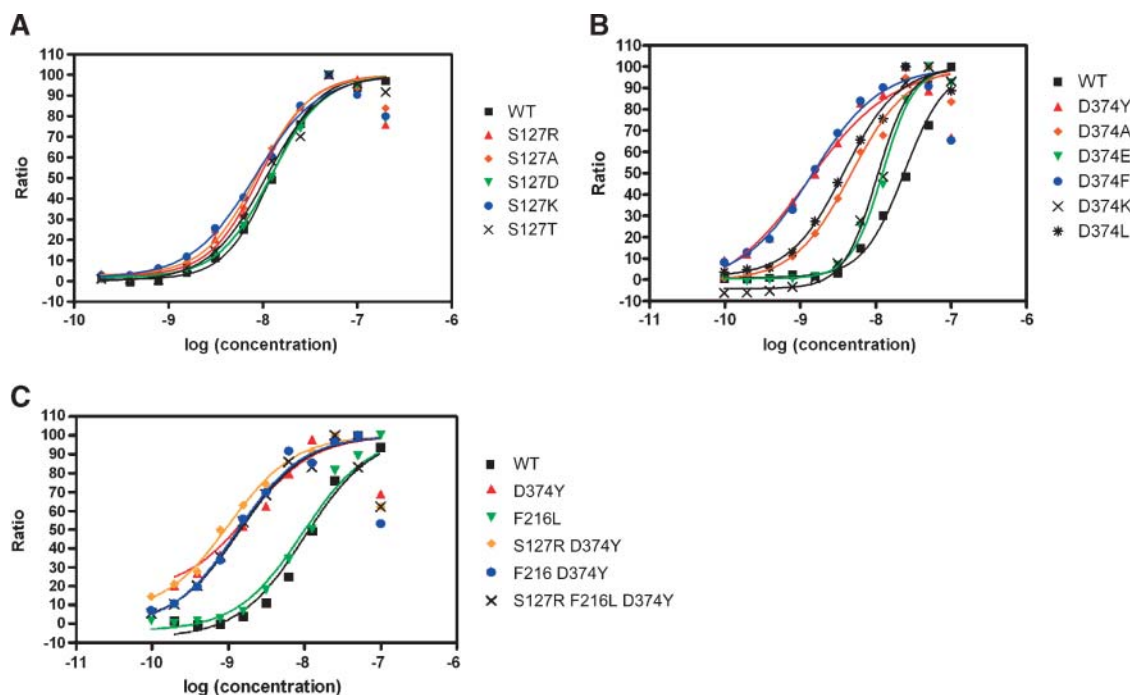 A
110
100
90
80
70
60
50
40
30
20
10
0
-10
Ratio
-10 -9 -8 -7 -6
log (concentration)
WT
S127R
S127A
S127D
S127K
S127T
B
110
100
90
80
70
60
50
40
30
20
10
0
-10
Ratio
-11 -10 -9 -8 -7 -6
log (concentration)
WT
D374Y
D374A
D374E
D374F
D374K
D374L
C
110
100
90
80
70
60
50
40
30
20
10
0
-10
Ratio
-11 -10 -9 -8 -7 -6
log (concentration)
WT
D374Y
F216L
S127R D374Y
F216 D374Y
S127R F216L D374Y